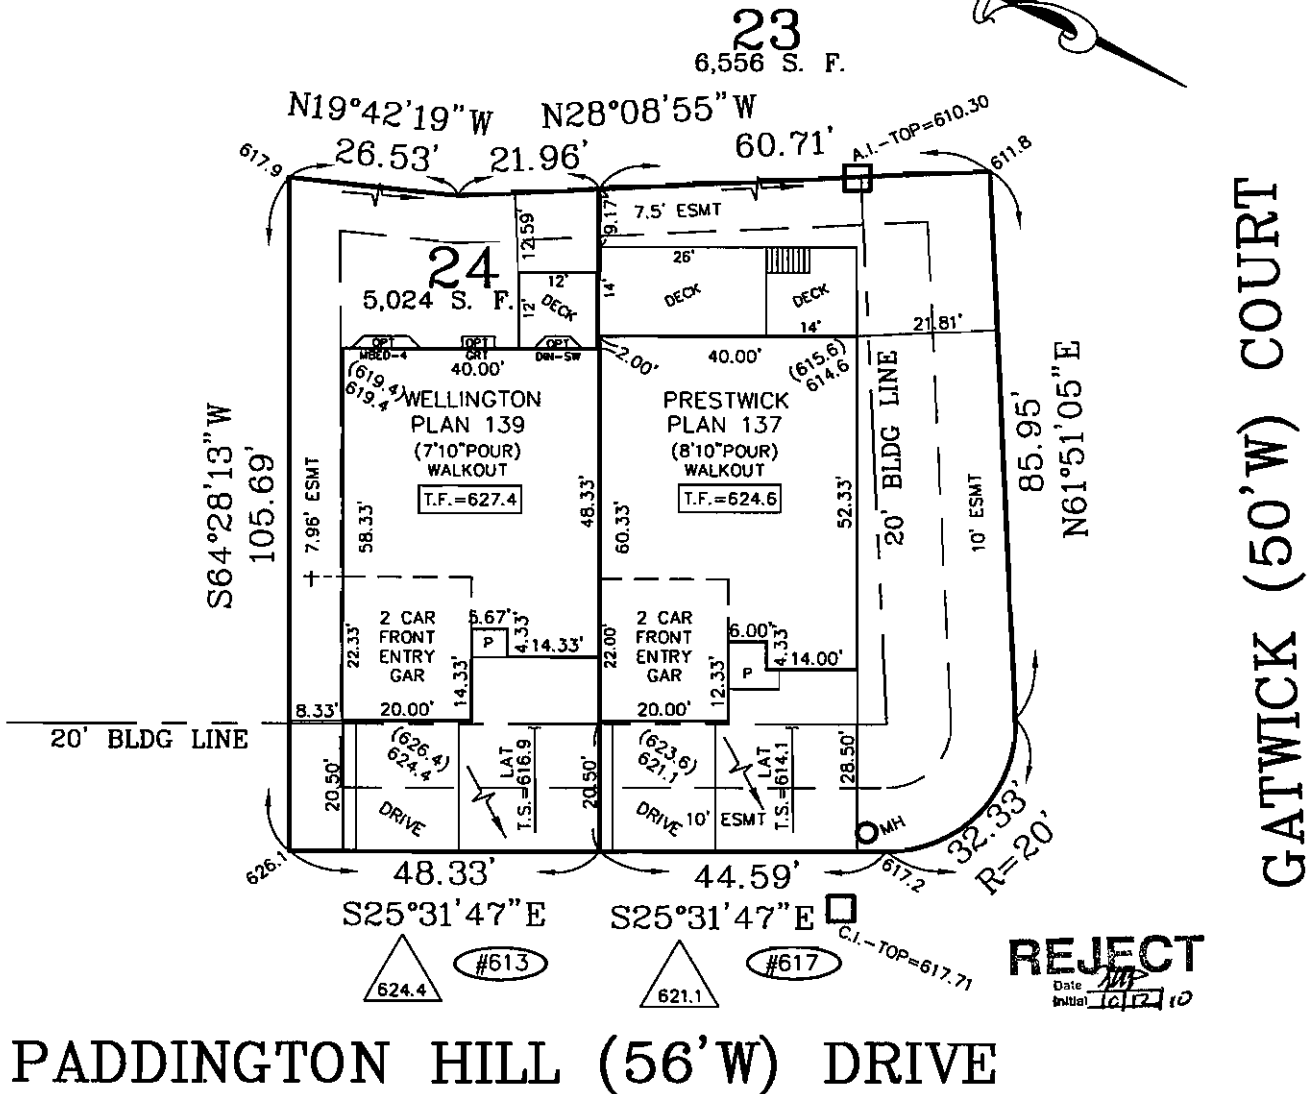 23
6,556 S. F.
N19°42'19"W
N28°08'55"W
26.53'
21.96'
60.71'
A.I.-TOP=610.30
617.9
611.8
7.5' ESMT
12.59'
9.17'
24
5,024 S. F.
12'
12'
DECK
14'
26'
DECK
DECK
14'
21.81'
OPT
MBED-4
OPT
GRT
OPT
DIN-SW
40.00'
2.00'
40.00'
(619.4)
619.4
(615.6)
614.6
WELLINGTON
PLAN 139
(7'10"POUR)
WALKOUT
T.F.=627.4
PRESTWICK
PLAN 137
(8'10"POUR)
WALKOUT
T.F.=624.6
S64°28'13"W
105.69'
7.96' ESMT
58.33'
48.33'
60.33'
52.33'
20' BLDG LINE
10' ESMT
85.95'
N61°51'05"E
GATWICK (50'W) COURT
2 CAR
FRONT
ENTRY
GAR
22.33'
14.33'
5.67'
P
4.33'
14.33'
2 CAR
FRONT
ENTRY
GAR
22.00'
12.33'
6.00'
P
4.33'
14.00'
8.33'
20.00'
20.00'
20' BLDG LINE
20.50'
(626.4)
624.4
LAT
T.S.=616.9
20.50'
(623.6)
621.1
LAT
T.S.=614.1
28.50'
DRIVE
DRIVE
10' ESMT
MH
626.1
48.33'
44.59'
617.2
32.33'
R=20'
S25°31'47"E
S25°31'47"E
C.I.-TOP=617.71
624.4
#613
621.1
#617
REJECT
Date
Initial 10 12 10
PADDINGTON HILL (56'W) DRIVE